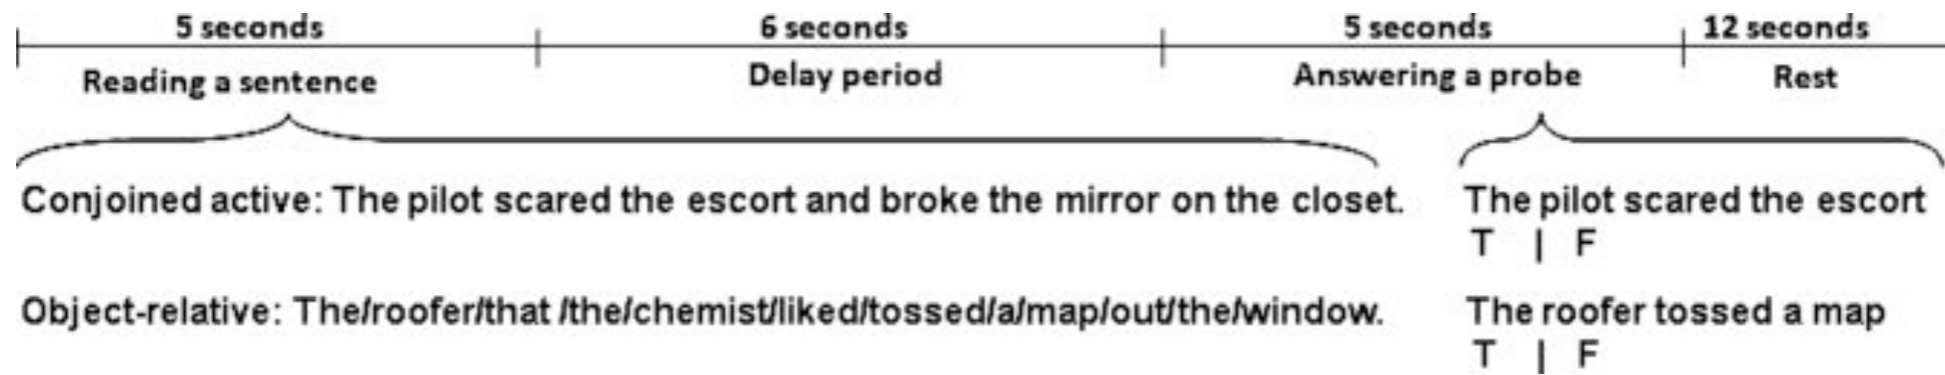 5 seconds 6 seconds 5 seconds 12 seconds
Reading a sentence Delay period Answering a probe Rest
Conjoined active: The pilot scared the escort and broke the mirror on the closet. The pilot scared the escort
T | F
Object-relative: The/roofer/that /the/chemist/liked/tossed/a/map/out/the/window. The roofer tossed a map
T | F